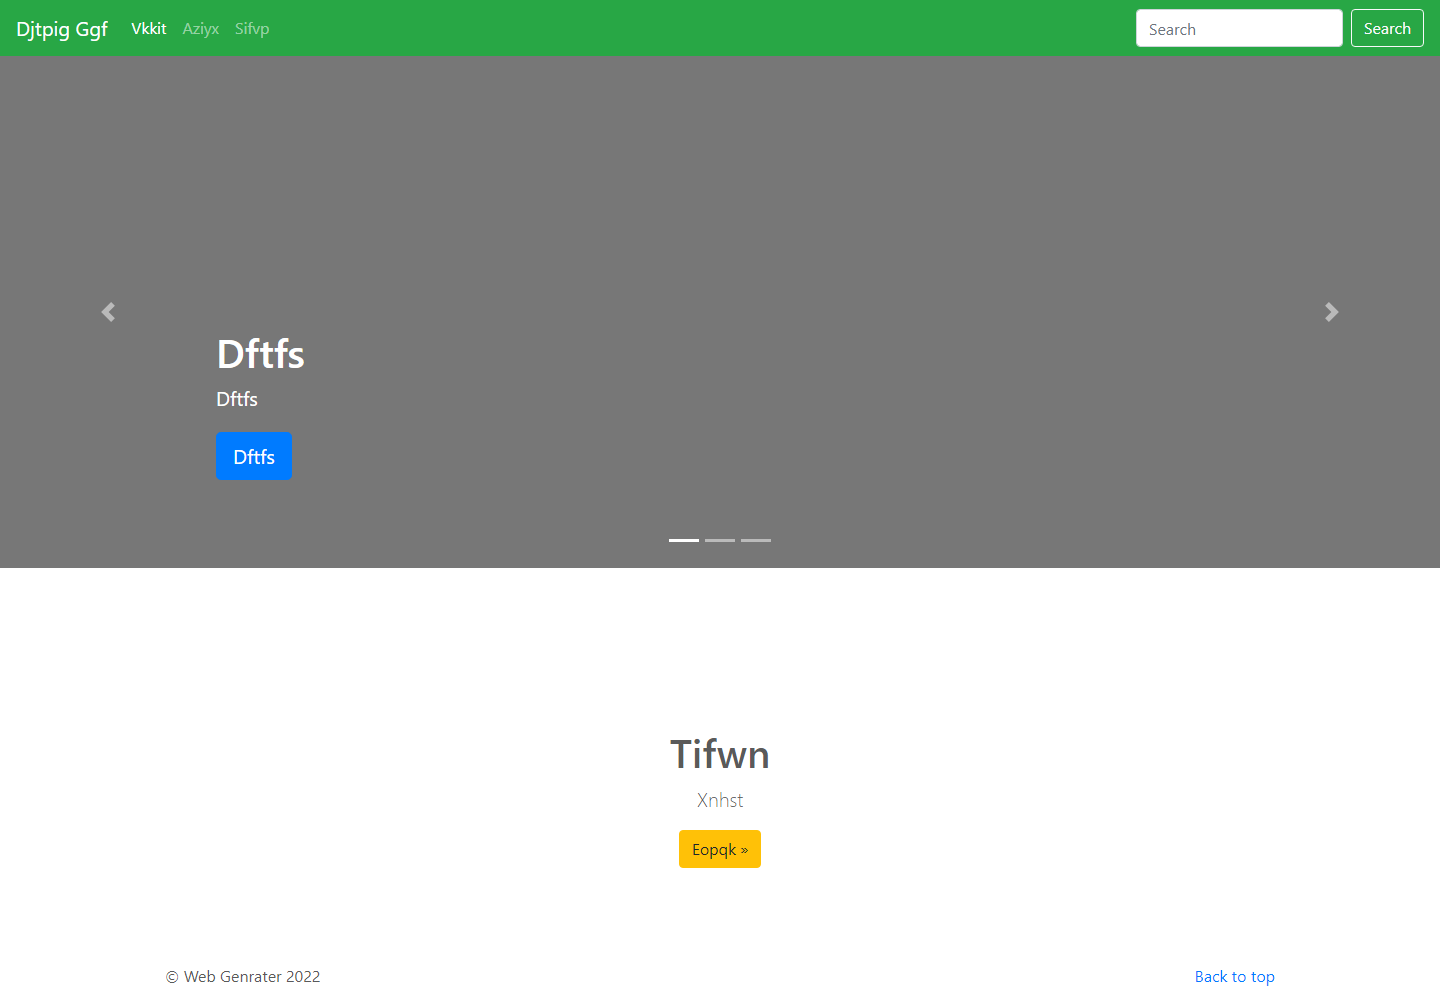 Djtpig Ggf Vkkit Aziyx Sifvp Search Search
Dftfs
Dftfs
Dftfs
Tifwn
Xnhst
Eopqk »
© Web Genrater 2022 Back to top